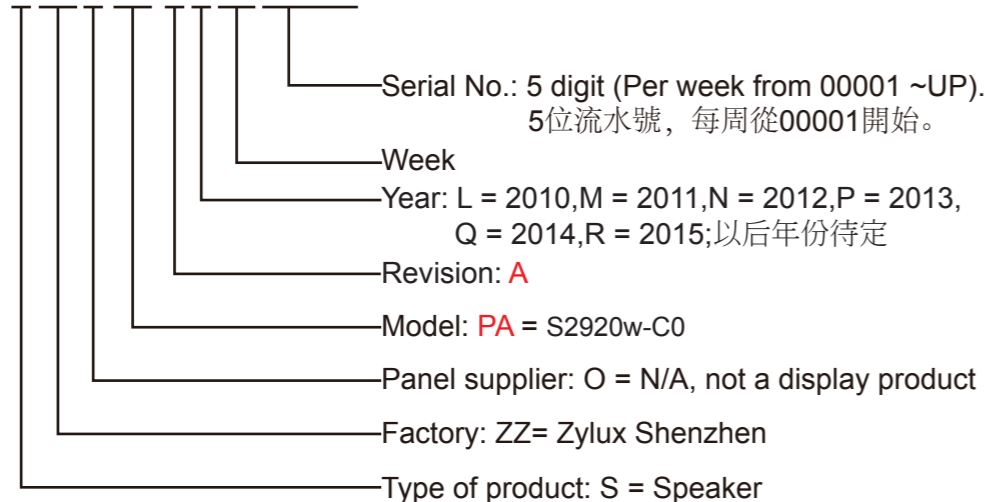 Serial No.: 5 digit (Per week from 00001 ~UP).
5位流水號，每周從00001開始。
Week
Year: L = 2010,M = 2011,N = 2012,P = 2013,
Q = 2014,R = 2015;以后年份待定
Revision: A
Model: PA = S2920w-C0
Panel supplier: O = N/A, not a display product
Factory: ZZ= Zylux Shenzhen
Type of product: S = Speaker